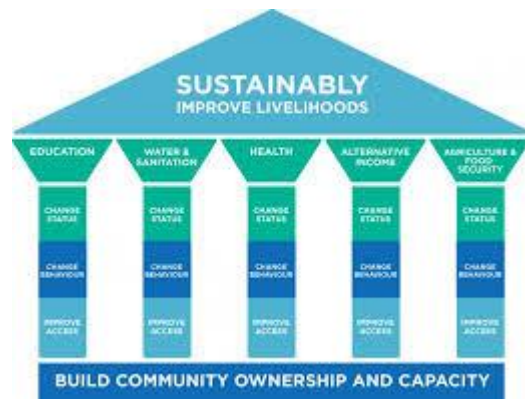 SUSTAINABLY
IMPROVE LIVELIHOODS
EDUCATION
WATER &
SANITATION
HEALTH
ALTERNATIVE
INCOME
AGRICULTURE &
FOOD
SECURITY
CHANGE
STATUS
CHANGE
STATUS
CHANGE
STATUS
CHANGE
STATUS
CHANGE
STATUS
CHANGE
BEHAVIOUR
CHANGE
BEHAVIOUR
CHANGE
BEHAVIOUR
CHANGE
BEHAVIOUR
CHANGE
BEHAVIOUR
IMPROVE
ACCESS
IMPROVE
ACCESS
IMPROVE
ACCESS
IMPROVE
ACCESS
IMPROVE
ACCESS
BUILD COMMUNITY OWNERSHIP AND CAPACITY